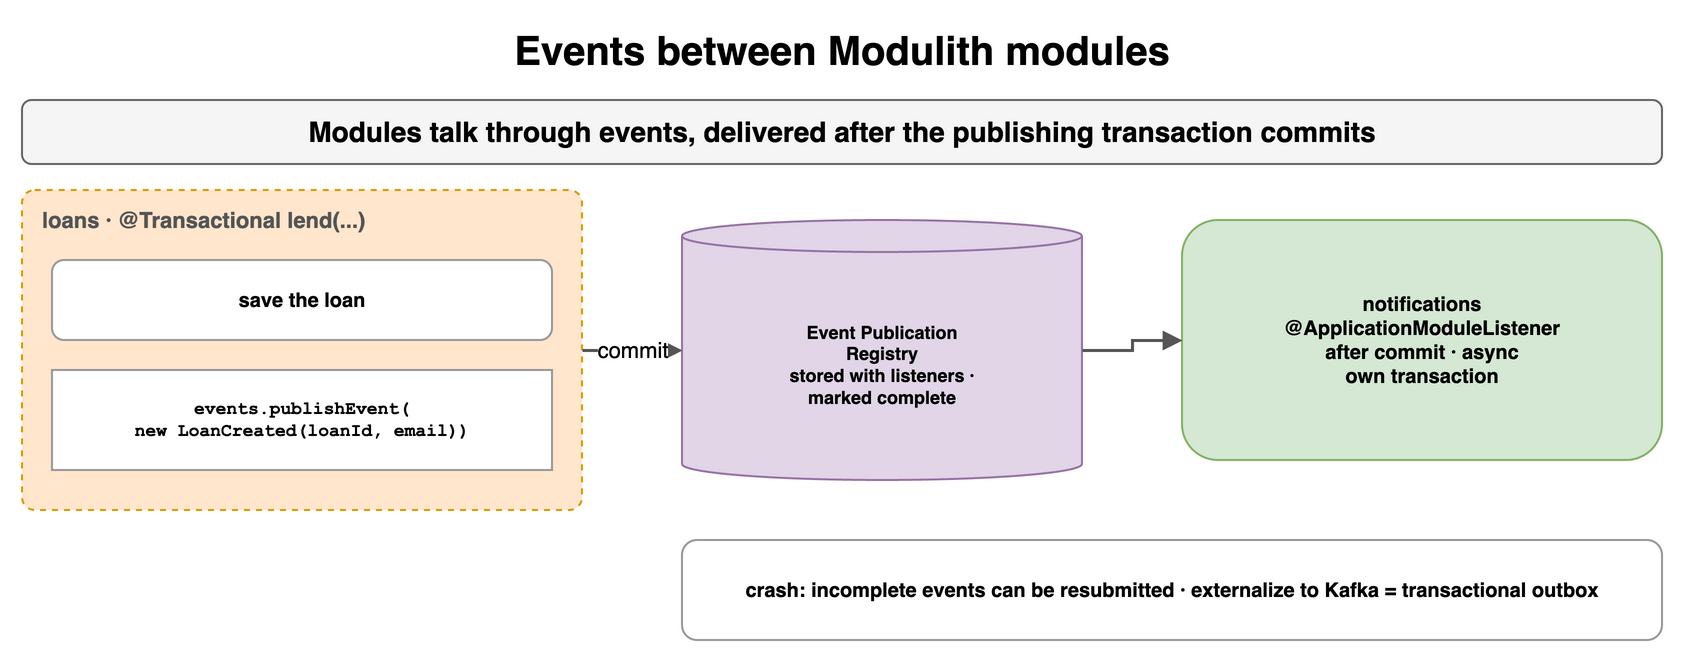 Events between Modulith modules
Modules talk through events, delivered after the publishing transaction commits
loans · @Transactional lend(...)
save the loan
events.publishEvent(
new LoanCreated(loanId, email))
commit
Event Publication
Registry
stored with listeners ·
marked complete
notifications
@ApplicationModuleListener
after commit · async
own transaction
crash: incomplete events can be resubmitted · externalize to Kafka = transactional outbox